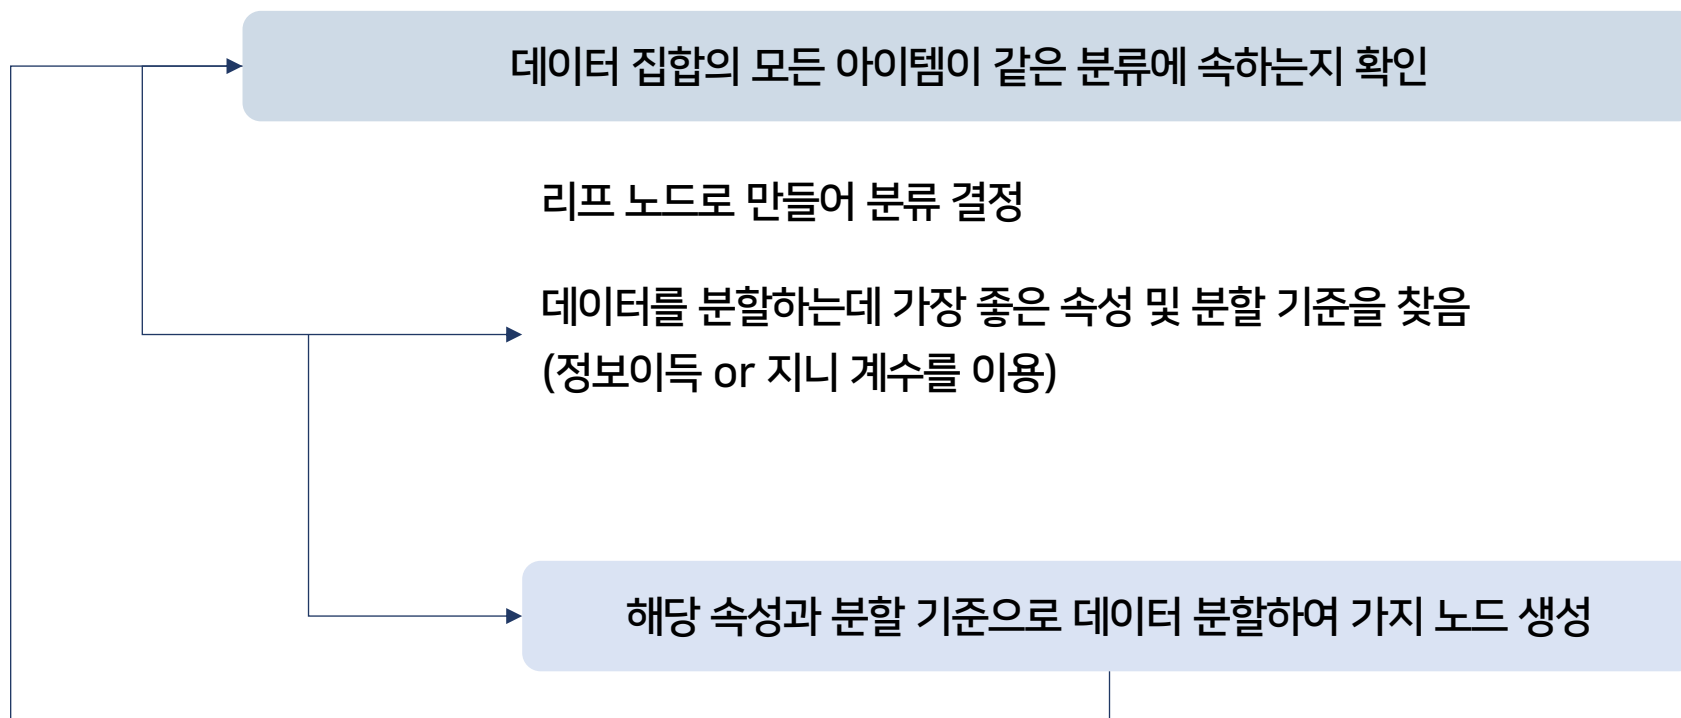 데이터 집합의 모든 아이템이 같은 분류에 속하는지 확인
리프 노드로 만들어 분류 결정
데이터를 분할하는데 가장 좋은 속성 및 분할 기준을 찾음
(정보이득 or 지니 계수를 이용)
해당 속성과 분할 기준으로 데이터 분할하여 가지 노드 생성